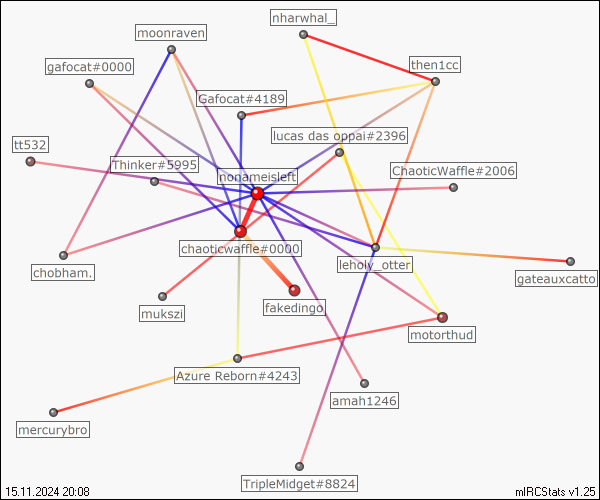 nharwhal_
moonraven
gafocat#0000
then1cc
Gafocat#4189
lucas das oppai#2396
tt532
Thinker#5995
ChaoticWaffle#2006
nonameisleft
chaoticwaffle#0000
leholy_otter
chobham.
gateauxcatto
mukszi
fakedingo
motorthud
Azure Reborn#4243
amah1246
mercurybro
TripleMidget#8824
15.11.2024 20:08
mIRCStats v1.25